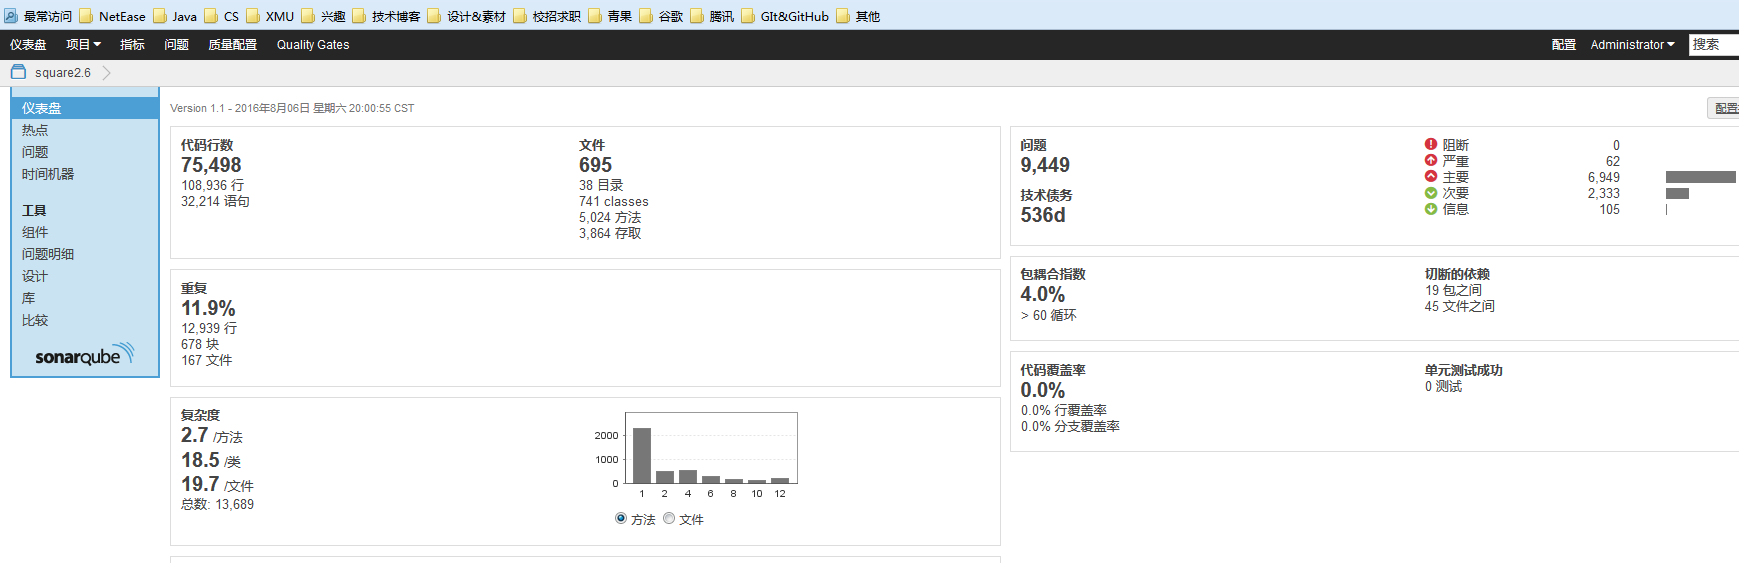 最常访问 NetEase Java CS XMU 兴趣 技术博客 设计&素材 校招求职 青果 谷歌 腾讯 GIt&GitHub 其他
仪表盘 项目 指标 问题 质量配置 Quality Gates 配置 Administrator 搜索
square2.6
仪表盘
热点
问题
时间机器
工具
组件
问题明细
设计
库
比较
sonarqube
Version 1.1 - 2016年8月06日 星期六 20:00:55 CST
配置
代码行数
75,498
108,936 行
32,214 语句
文件
695
38 目录
741 classes
5,024 方法
3,864 存取
重复
11.9%
12,939 行
678 块
167 文件
复杂度
2.7 /方法
18.5 /类
19.7 /文件
总数: 13,689
2000
1000
0
1 2 4 6 8 10 12
方法 文件
问题
9,449
技术债务
536d
阻断 0
严重 62
主要 6,949
次要 2,333
信息 105
包耦合指数
4.0%
> 60 循环
切断的依赖
19 包之间
45 文件之间
代码覆盖率
0.0%
0.0% 行覆盖率
0.0% 分支覆盖率
单元测试成功
0 测试